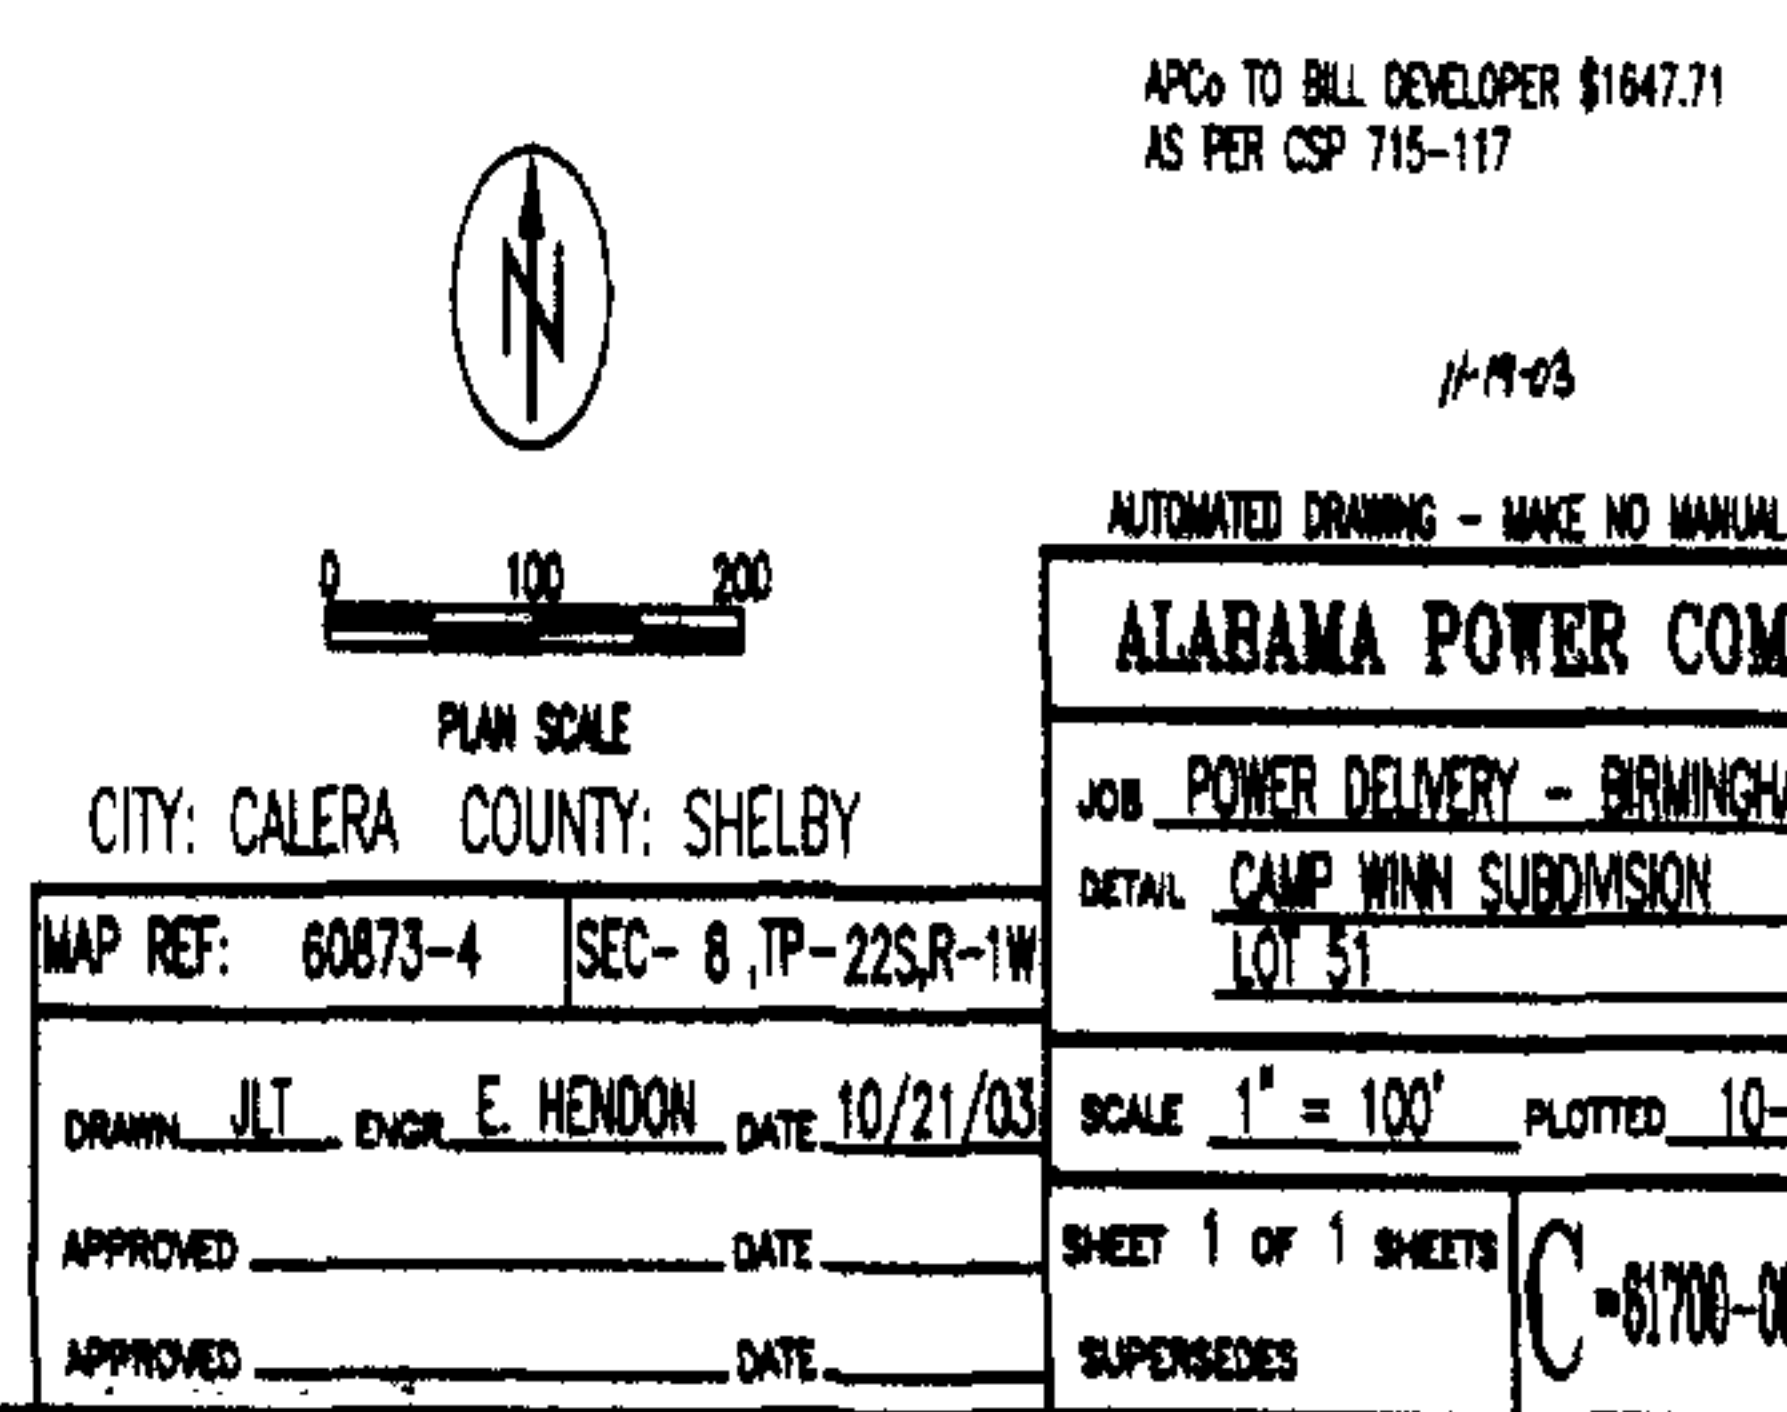 APCo TO BILL DEVELOPER $1647.71
AS PER CSP 715-117
N
11-19-03
0 100 200
PLAN SCALE
CITY: CALERA COUNTY: SHELBY
MAP REF: 60873-4 SEC- 8 ,TP-22S,R-1W
DRAWN JLT ENGR E. HENDON DATE 10/21/03
APPROVED DATE
APPROVED DATE
AUTOMATED DRAWING - MAKE NO MANUAL
ALABAMA POWER COM
JOB POWER DELIVERY - BIRMINGHA
DETAIL CAMP WINN SUBDIVISION
LOT 51
SCALE 1" = 100' PLOTTED 10-
SHEET 1 OF 1 SHEETS
SUPERSEDES
C-61700-0